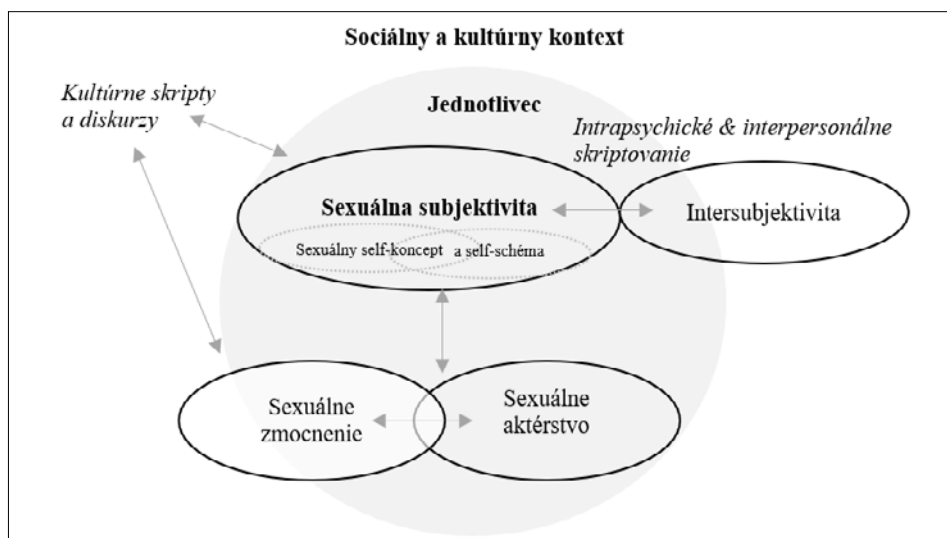 Sociálny a kultúrny kontext
Kultúrne skripty
a diskurzy
Jednotlivec
Intrapsychické & interpersonálne
skriptovanie
Sexuálna subjektivita
Intersubjektivita
Sexuálny self-koncept
a self-schéma
Sexuálne
zmocnenie
Sexuálne
aktérstvo